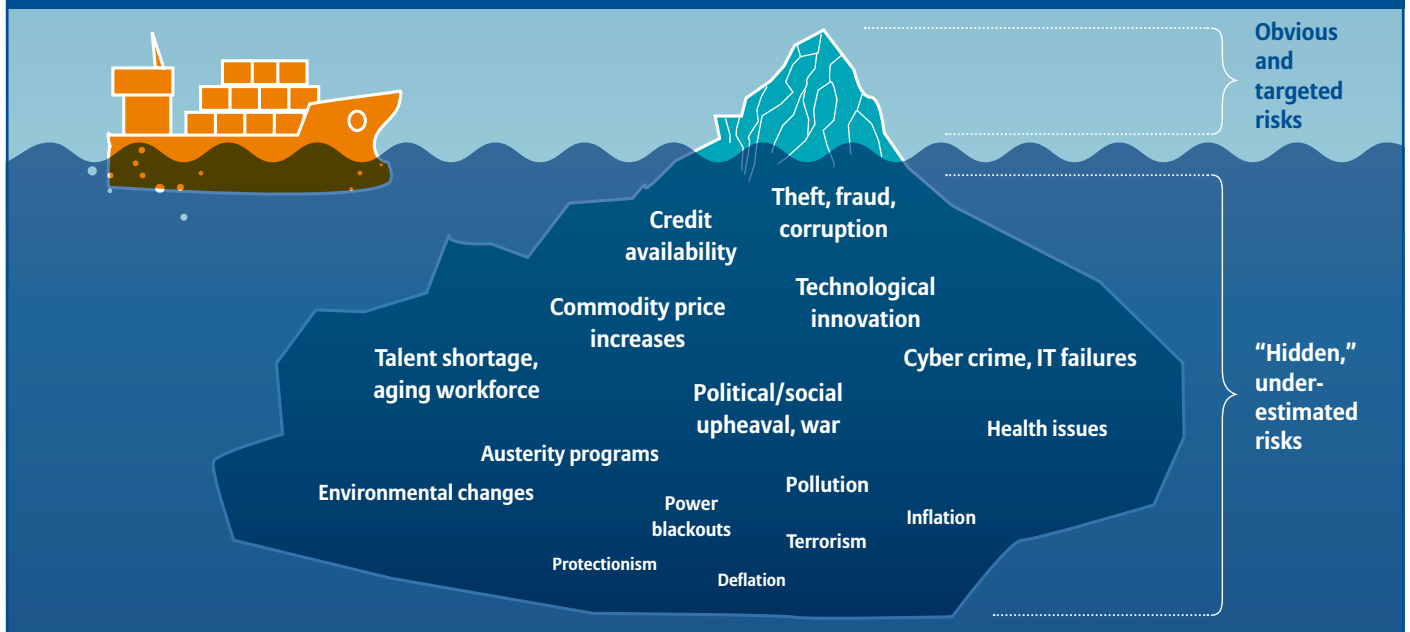 Obvious
and
targeted
risks
Theft, fraud,
corruption
Credit
availability
Technological
innovation
Commodity price
increases
Talent shortage,
aging workforce
Cyber crime, IT failures
“Hidden,”
under-
estimated
risks
Political/social
upheaval, war
Health issues
Austerity programs
Environmental changes
Pollution
Power
blackouts
Inflation
Terrorism
Protectionism
Deflation